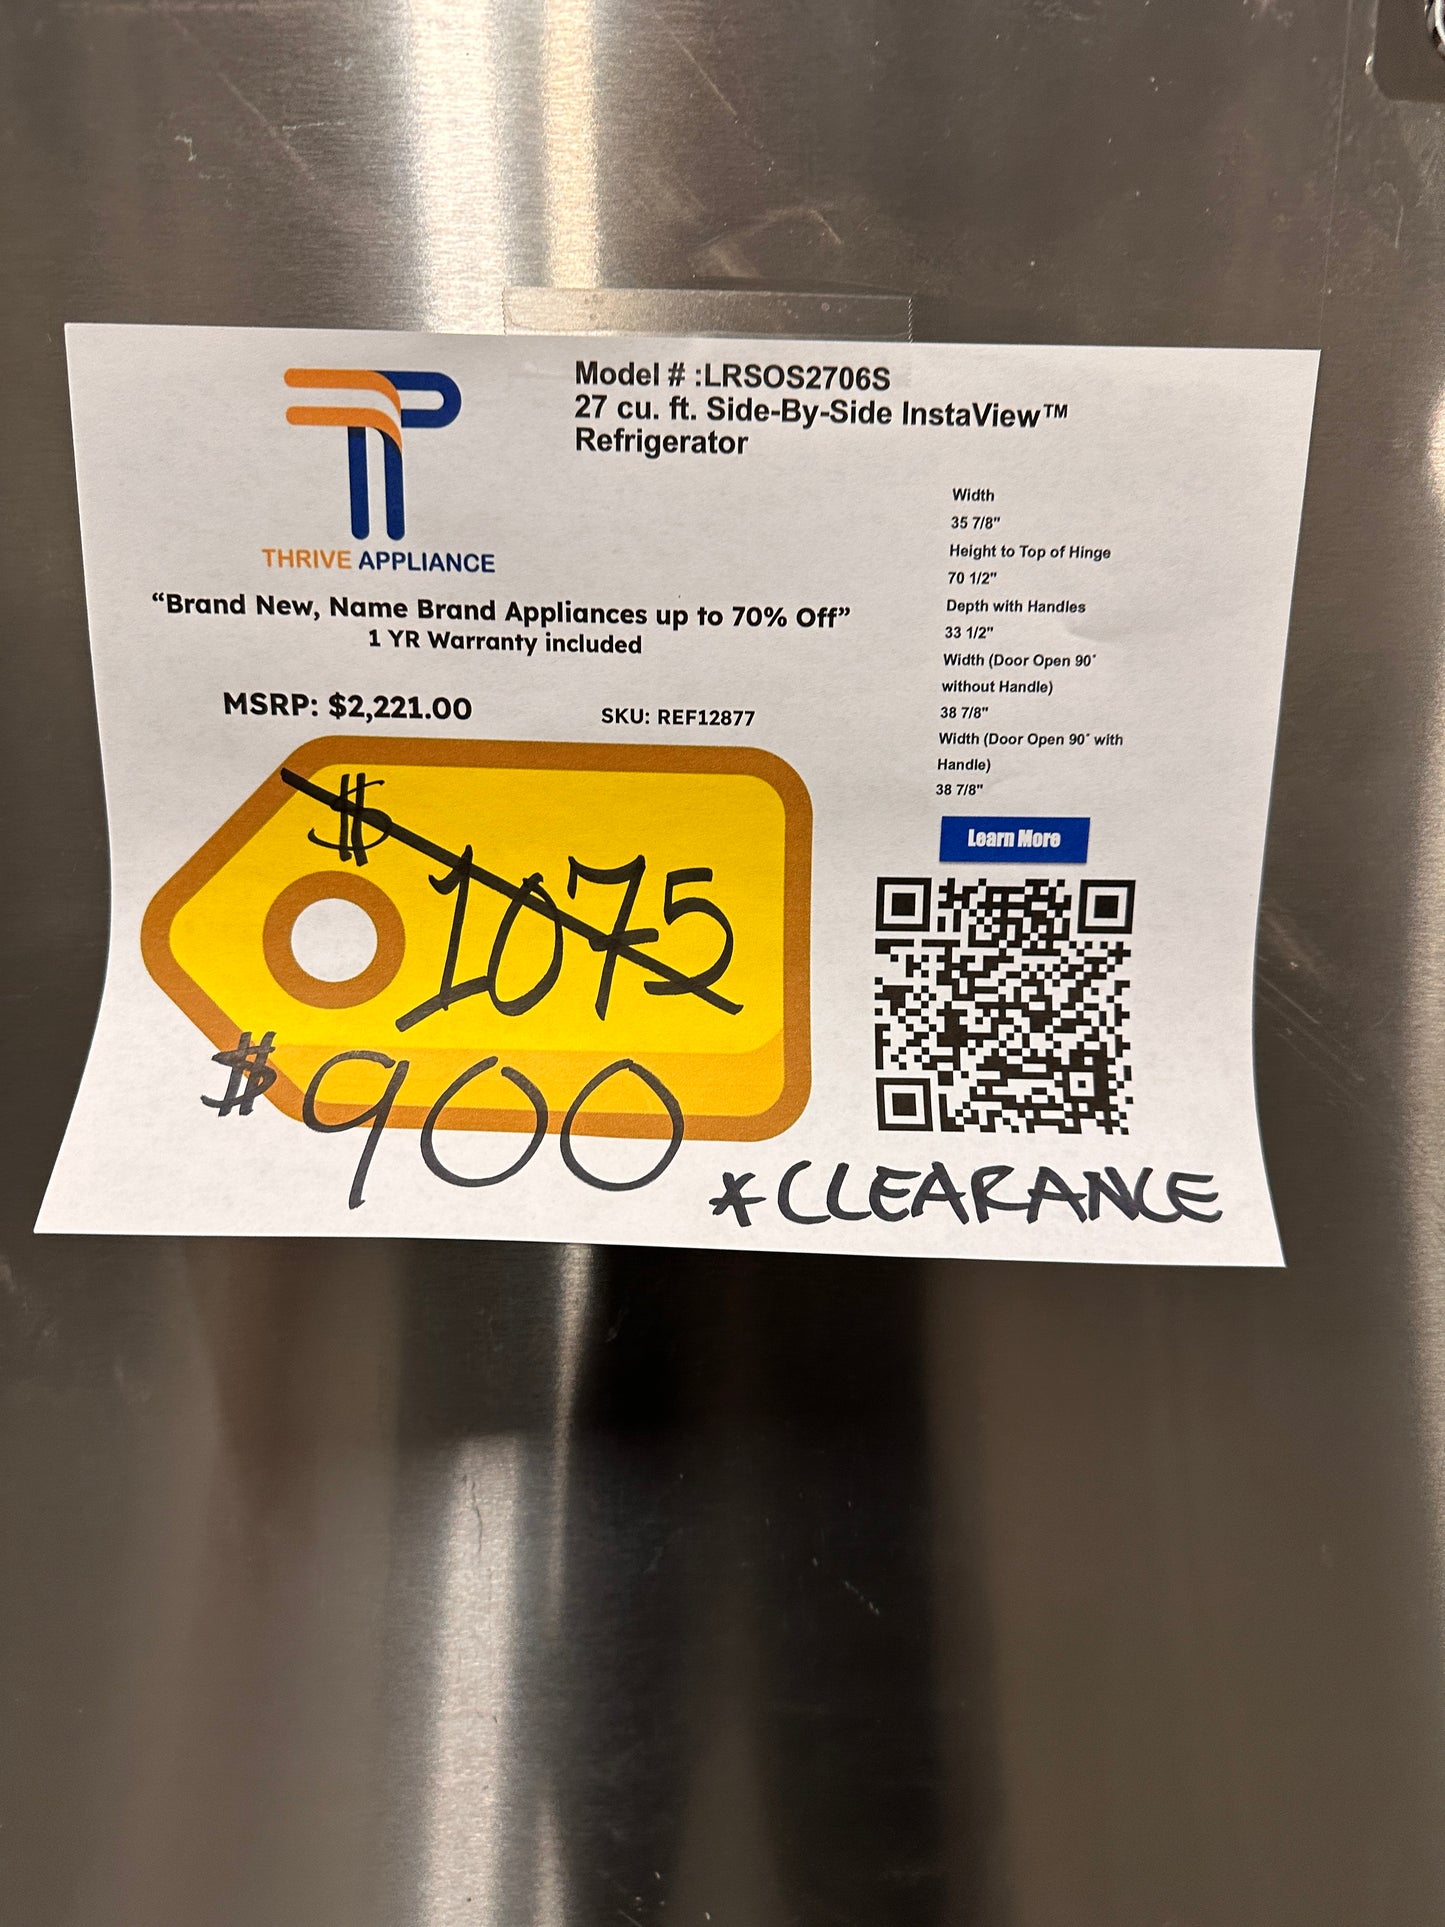 Model # :LRSOS2706S
27 cu. ft. Side-By-Side InstaView™
Refrigerator
THRIVE APPLIANCE
“Brand New, Name Brand Appliances up to 70% Off”
1 YR Warranty included
MSRP: $2,221.00
SKU: REF12877
Width
35 7/8"
Height to Top of Hinge
70 1/2"
Depth with Handles
33 1/2"
Width (Door Open 90°
without Handle)
38 7/8"
Width (Door Open 90° with
Handle)
38 7/8"
Learn More
$1075
$900
*CLEARANCE